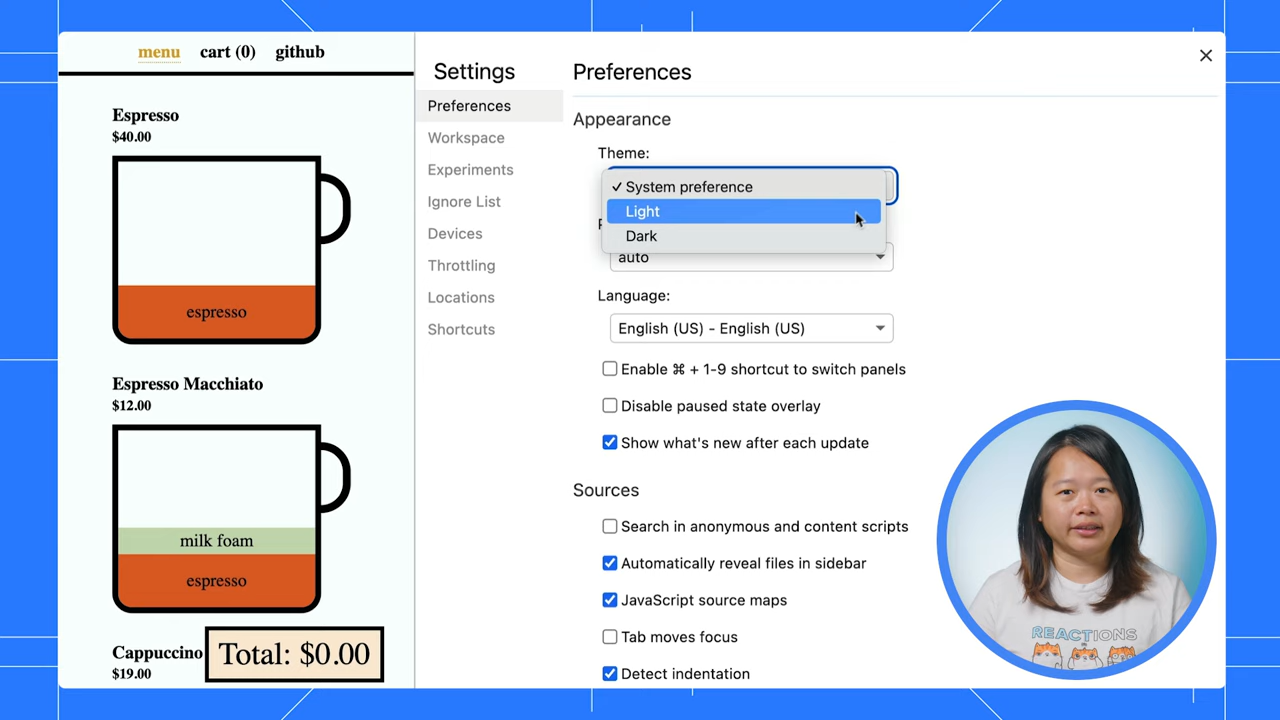 menu cart (0) github
Espresso
$40.00
espresso
Espresso Macchiato
$12.00
milk foam
espresso
Cappuccino
$19.00
Total: $0.00
Settings
Preferences
Workspace
Experiments
Ignore List
Devices
Throttling
Locations
Shortcuts
Preferences
Appearance
Theme:
✓ System preference
Light
Dark
auto
Language:
English (US) - English (US)
Enable ⌘ + 1-9 shortcut to switch panels
Disable paused state overlay
Show what's new after each update
Sources
Search in anonymous and content scripts
Automatically reveal files in sidebar
JavaScript source maps
Tab moves focus
Detect indentation
REACTIONS